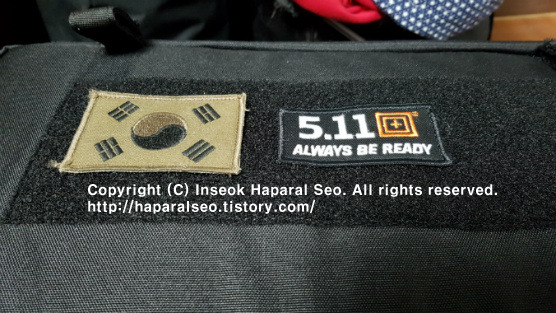 5.11
ALWAYS BE READY
Copyright (C) Inseok Haparal Seo. All rights reserved.
http://haparalseo.tistory.com/